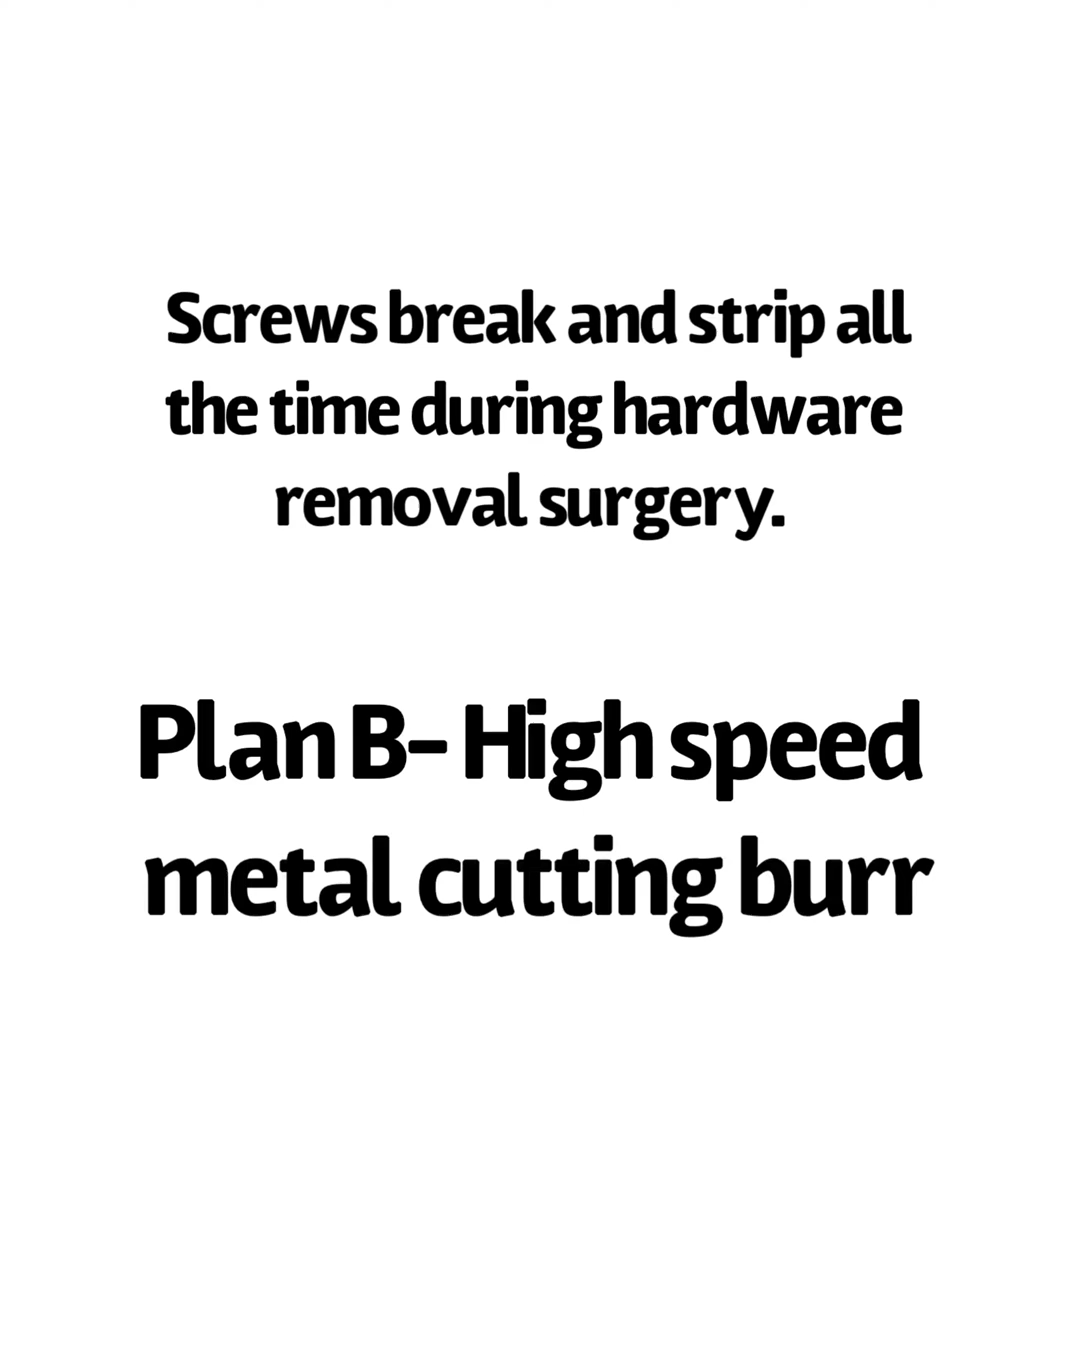 Screws break and strip all
the time during hardware
removal surgery.
Plan B- High speed
metal cutting burr